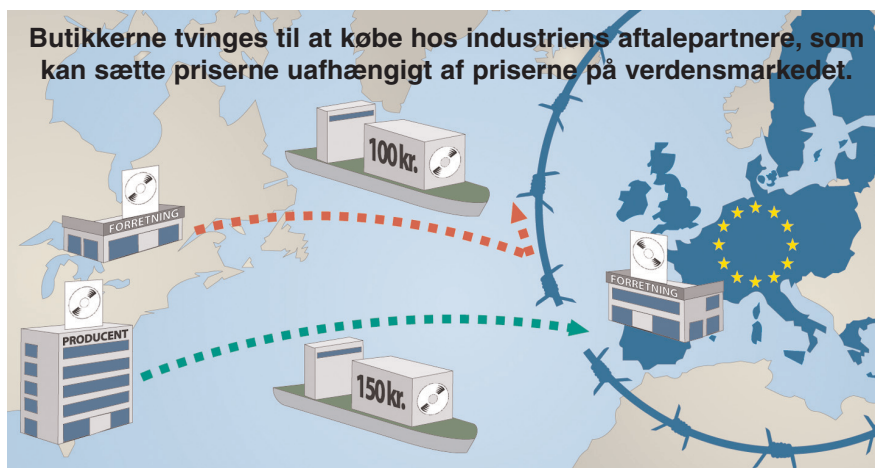 Butikkerne tvinges til at købe hos industriens aftalepartnere, som
kan sætte priserne uafhængigt af priserne på verdensmarkedet.
100 kr.
FORRETNING
FORRETNING
PRODUCENT
150 kr.